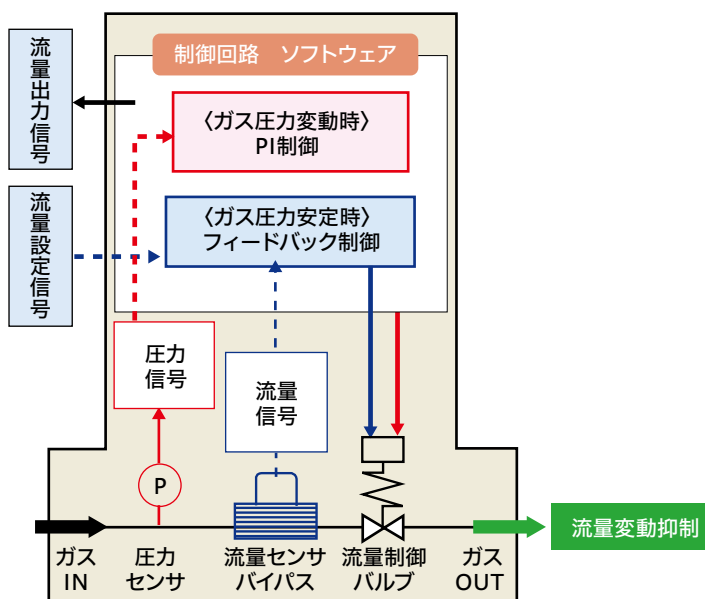 制御回路 ソフトウェア
流量出力信号
〈ガス圧力変動時〉
PI制御
流量設定信号
〈ガス圧力安定時〉
フィードバック制御
圧力
信号
流量
信号
P
流量変動抑制
ガス
IN
圧力
センサ
流量センサ
バイパス
流量制御
バルブ
ガス
OUT